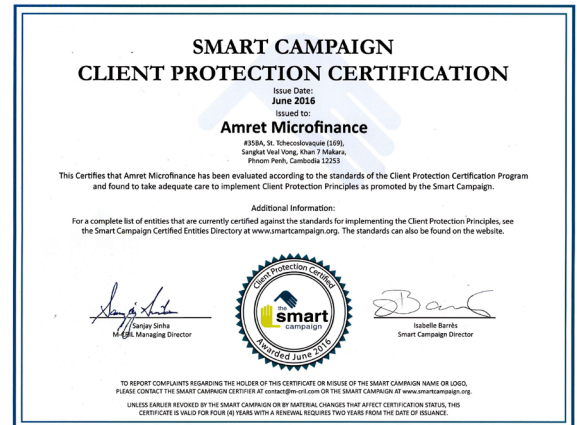 SMART CAMPAIGN
CLIENT PROTECTION CERTIFICATION
Issue Date:
June 2016
Issued to:
Amret Microfinance
#35BA, St. Tchecoslovaquie (169),
Sangkat Veal Vong, Khan 7 Makara,
Phnom Penh, Cambodia 12253
This Certifies that Amret Microfinance has been evaluated according to the standards of the Client Protection Certification Program
and found to take adequate care to implement Client Protection Principles as promoted by the Smart Campaign.
Additional Information:
For a complete list of entities that are currently certified against the standards for implementing the Client Protection Principles, see
the Smart Campaign Certified Entities Directory at www.smartcampaign.org. The standards can also be found on the website.
Client Protection Certified
the
smart
campaign
Awarded June 2016
Sanjay Sinha
M-CRIL Managing Director
Isabelle Barrès
Smart Campaign Director
TO REPORT COMPLAINTS REGARDING THE HOLDER OF THIS CERTIFICATE OR MISUSE OF THE SMART CAMPAIGN NAME OR LOGO,
PLEASE CONTACT THE SMART CAMPAIGN CERTIFIER AT contact@m-cril.com OR THE SMART CAMPAIGN AT www.smartcampaign.org.
UNLESS EARLIER REVOKED BY THE SMART CAMPAIGN OR BY MATERIAL CHANGES THAT AFFECT CERTIFICATION STATUS, THIS
CERTIFICATE IS VALID FOR FOUR (4) YEARS WITH A RENEWAL REQUIRES TWO YEARS FROM THE DATE OF ISSUANCE.